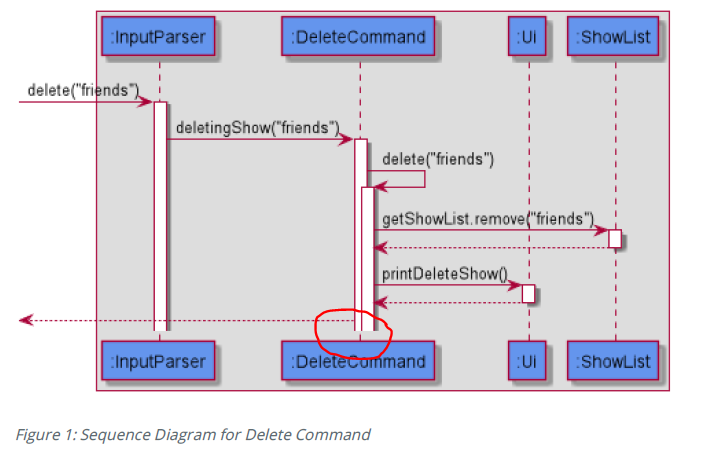 :InputParser :DeleteCommand :Ui :ShowList
delete("friends")
deletingShow("friends")
delete("friends")
getShowList.remove("friends")
printDeleteShow()
:InputParser :DeleteCommand :Ui :ShowList
Figure 1: Sequence Diagram for Delete Command